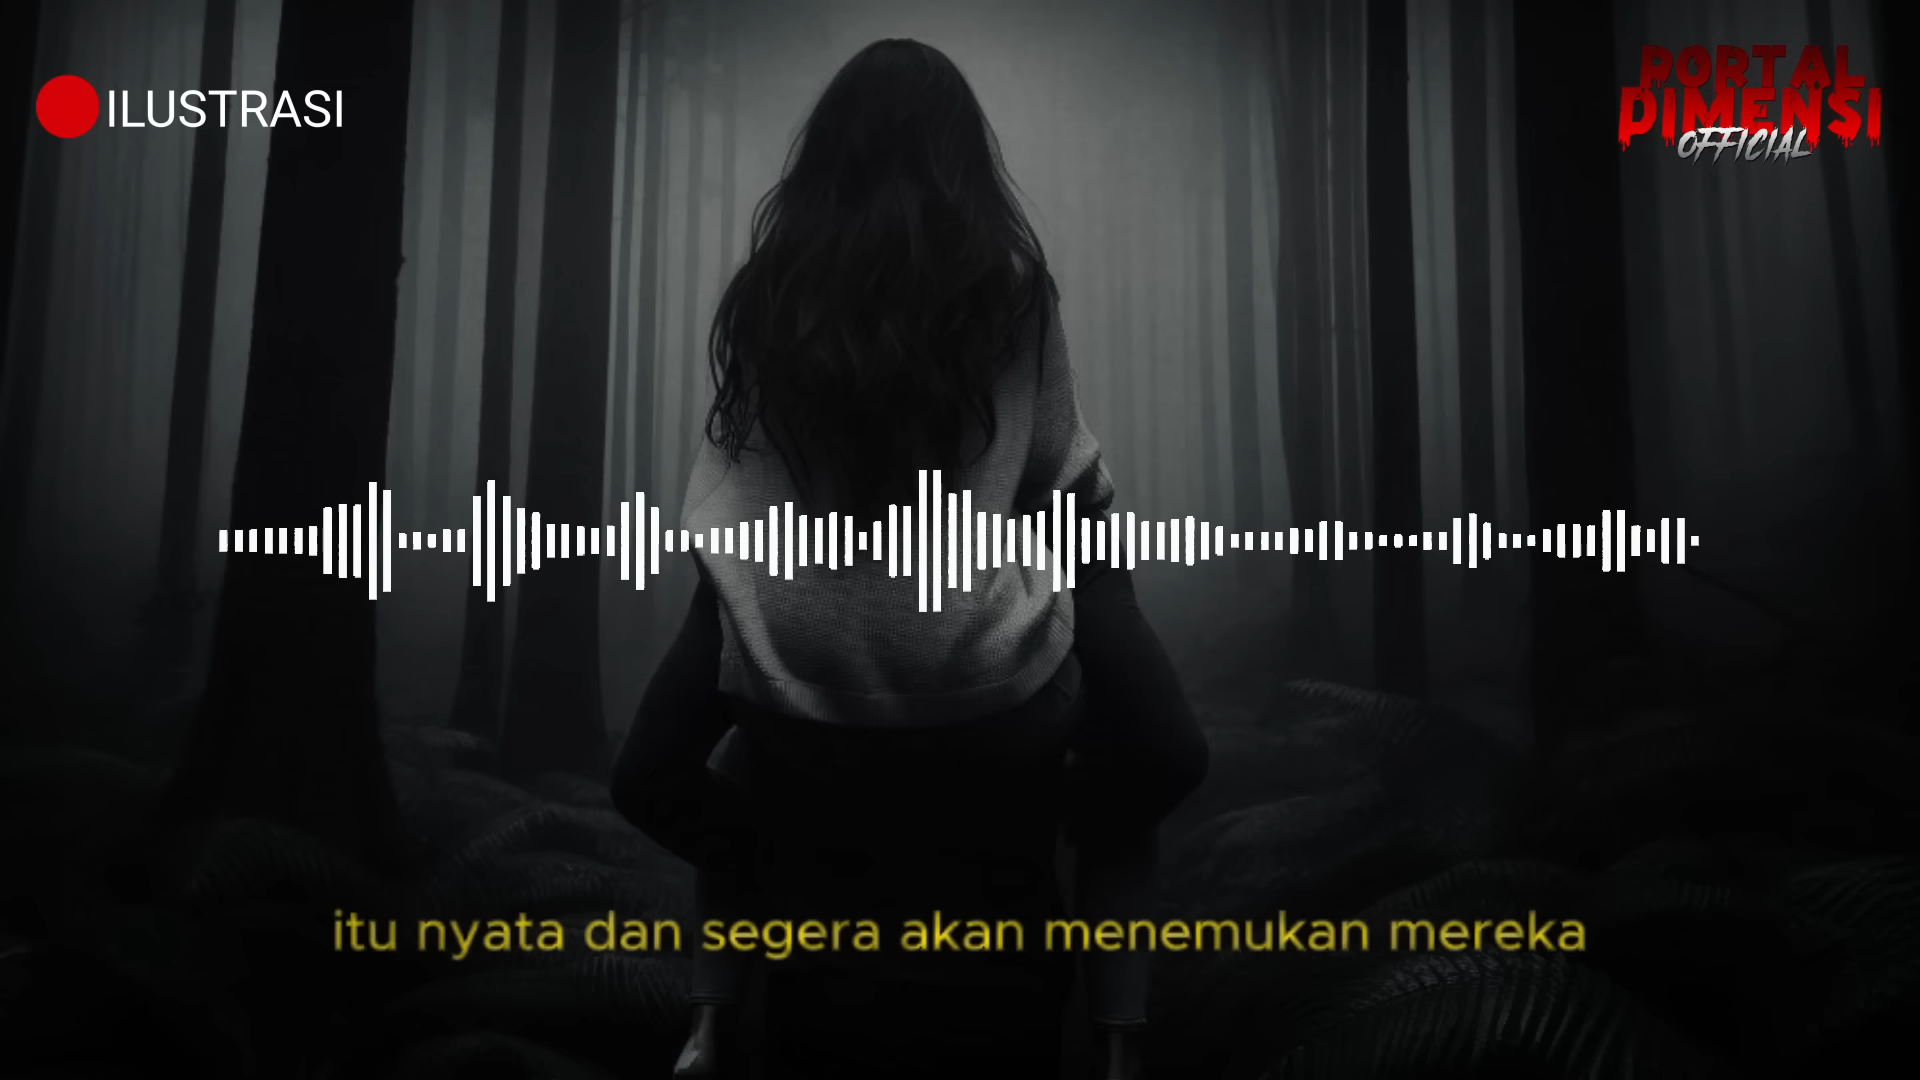 ILUSTRASI
PORTAL
DIMENSI
OFFICIAL
itu nyata dan segera akan menemukan mereka